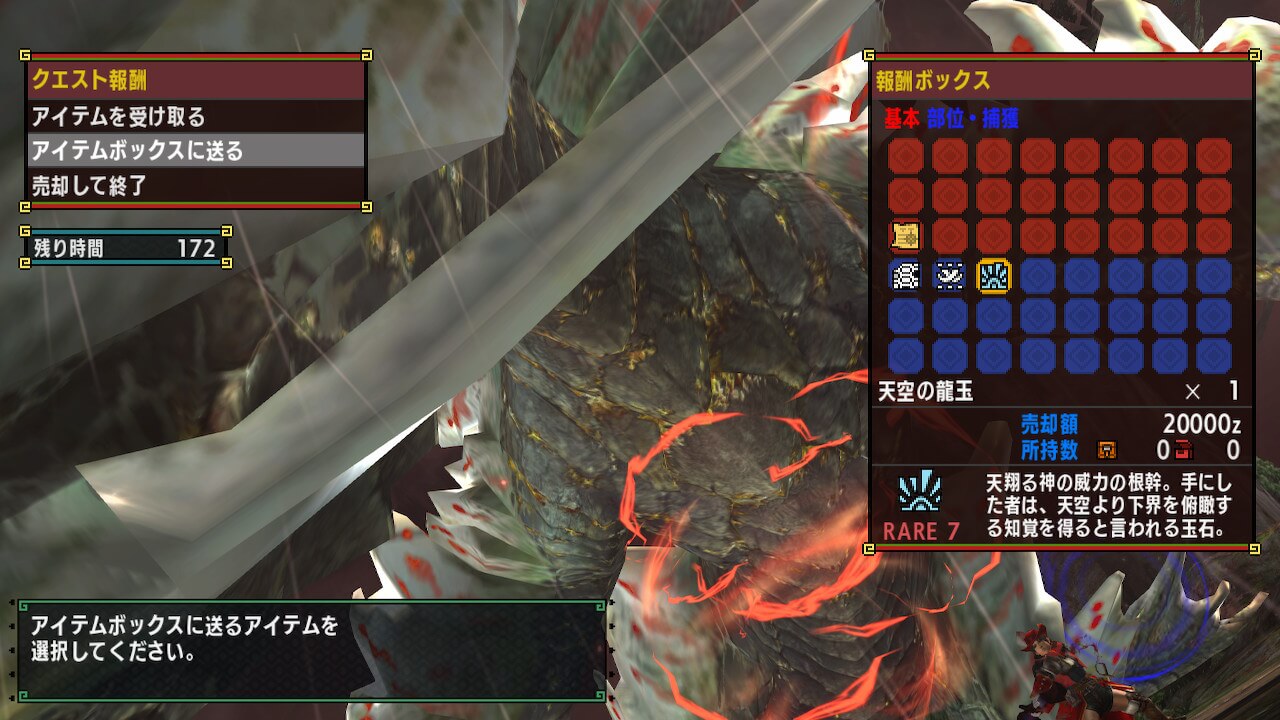 クエスト報酬
アイテムを受け取る
アイテムボックスに送る
売却して終了
残り時間 172
報酬ボックス
基本 部位・捕獲
天空の龍玉 × 1
売却額 20000z
所持数 0 0
天翔る神の威力の根幹。手にし
た者は、天空より下界を俯瞰す
る知覚を得ると言われる玉石。
RARE 7
アイテムボックスに送るアイテムを
選択してください。